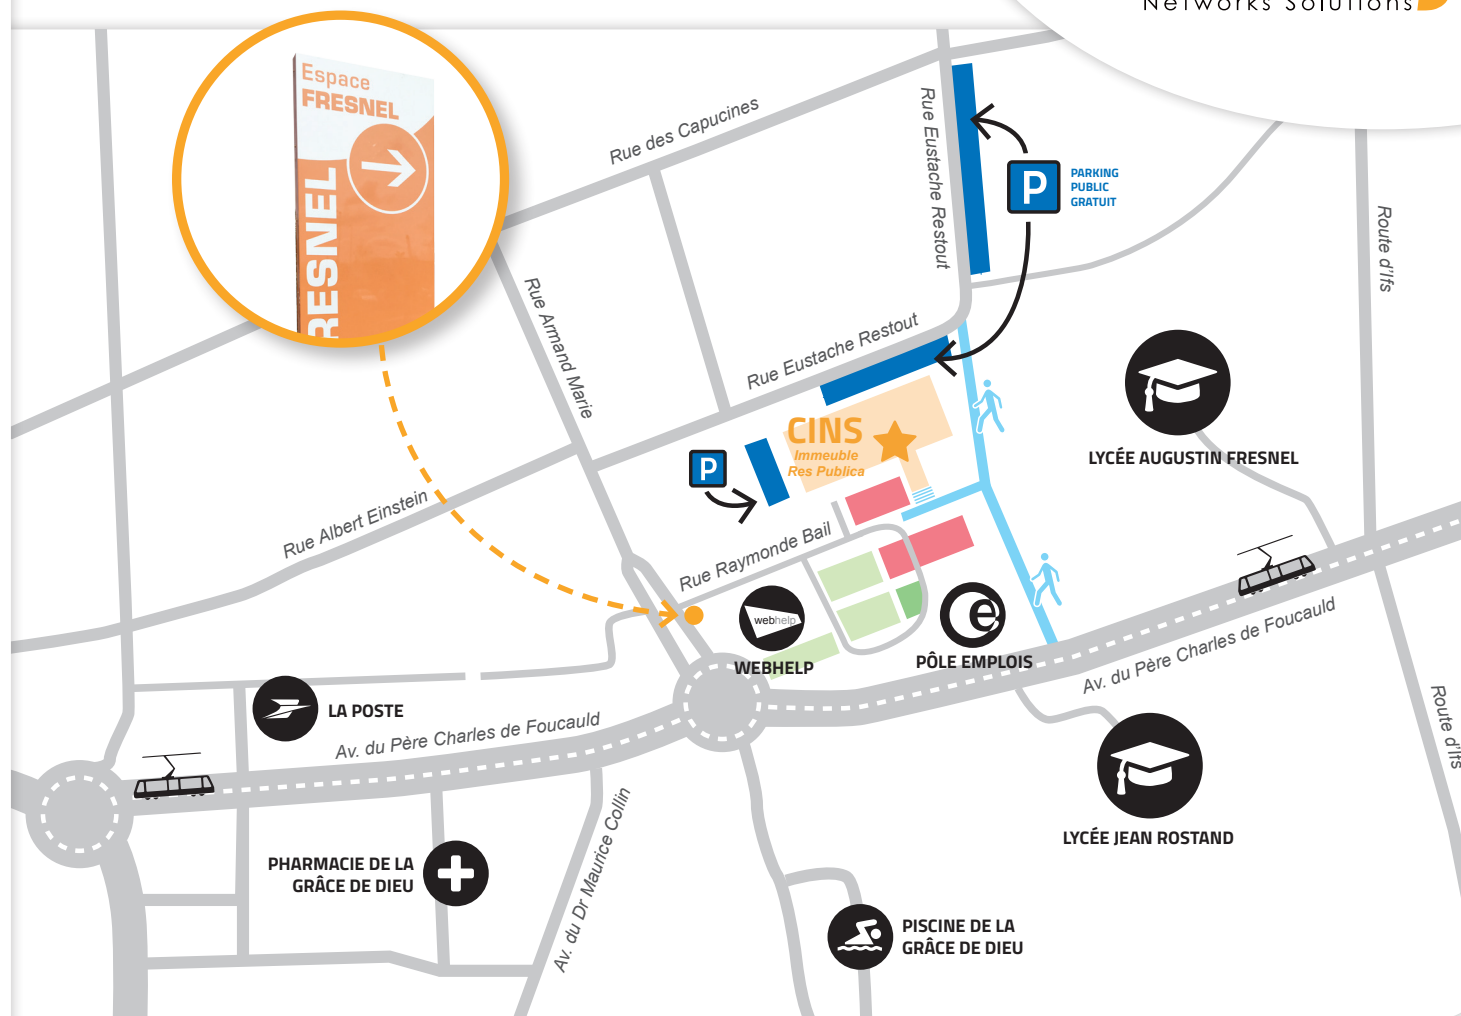 Networks Solutions
Espace
FRESNEL
RESNEL
Rue des Capucines
Rue Eustache Restout
P
PARKING
PUBLIC
GRATUIT
Route d'Ifs
Rue Armand Marie
Rue Eustache Restout
CINS
Immeuble
Res Publica
P
LYCÉE AUGUSTIN FRESNEL
Rue Albert Einstein
Rue Raymonde Bail
webhelp
WEBHELP
e
PÔLE EMPLOIS
Av. du Père Charles de Foucauld
LA POSTE
Av. du Père Charles de Foucauld
Route d'Ifs
LYCÉE JEAN ROSTAND
PHARMACIE DE LA
GRÂCE DE DIEU
Av. du Dr Maurice Collin
PISCINE DE LA
GRÂCE DE DIEU